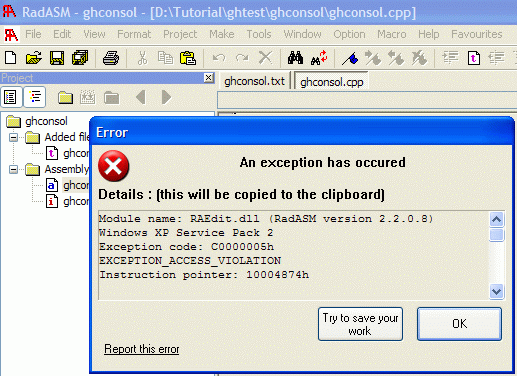 RadASM - ghconsol - [D:\Tutorial\ghtest\ghconsol\ghconsol.cpp]
File Edit View Format Project Make Tools Window Option Macro Help Favourites
Project
ghconsol.txt ghconsol.cpp
ghconsol
Added file
ghco
Assembly
ghco
ghco
Error
An exception has occured
Details : (this will be copied to the clipboard)
Module name: RAEdit.dll (RadASM version 2.2.0.8)
Windows XP Service Pack 2
Exception code: C0000005h
EXCEPTION_ACCESS_VIOLATION
Instruction pointer: 10004874h
Try to save your
work
OK
Report this error